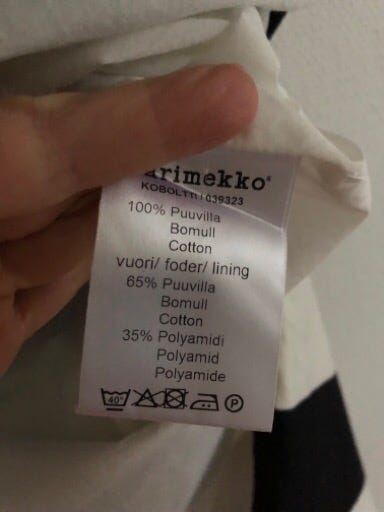 arimekko®
KOBOLTTI / 039323
100% Puuvilla
Bomull
Cotton
vuori/ foder/ lining
65% Puuvilla
Bomull
Cotton
35% Polyamidi
Polyamid
Polyamide
40° P